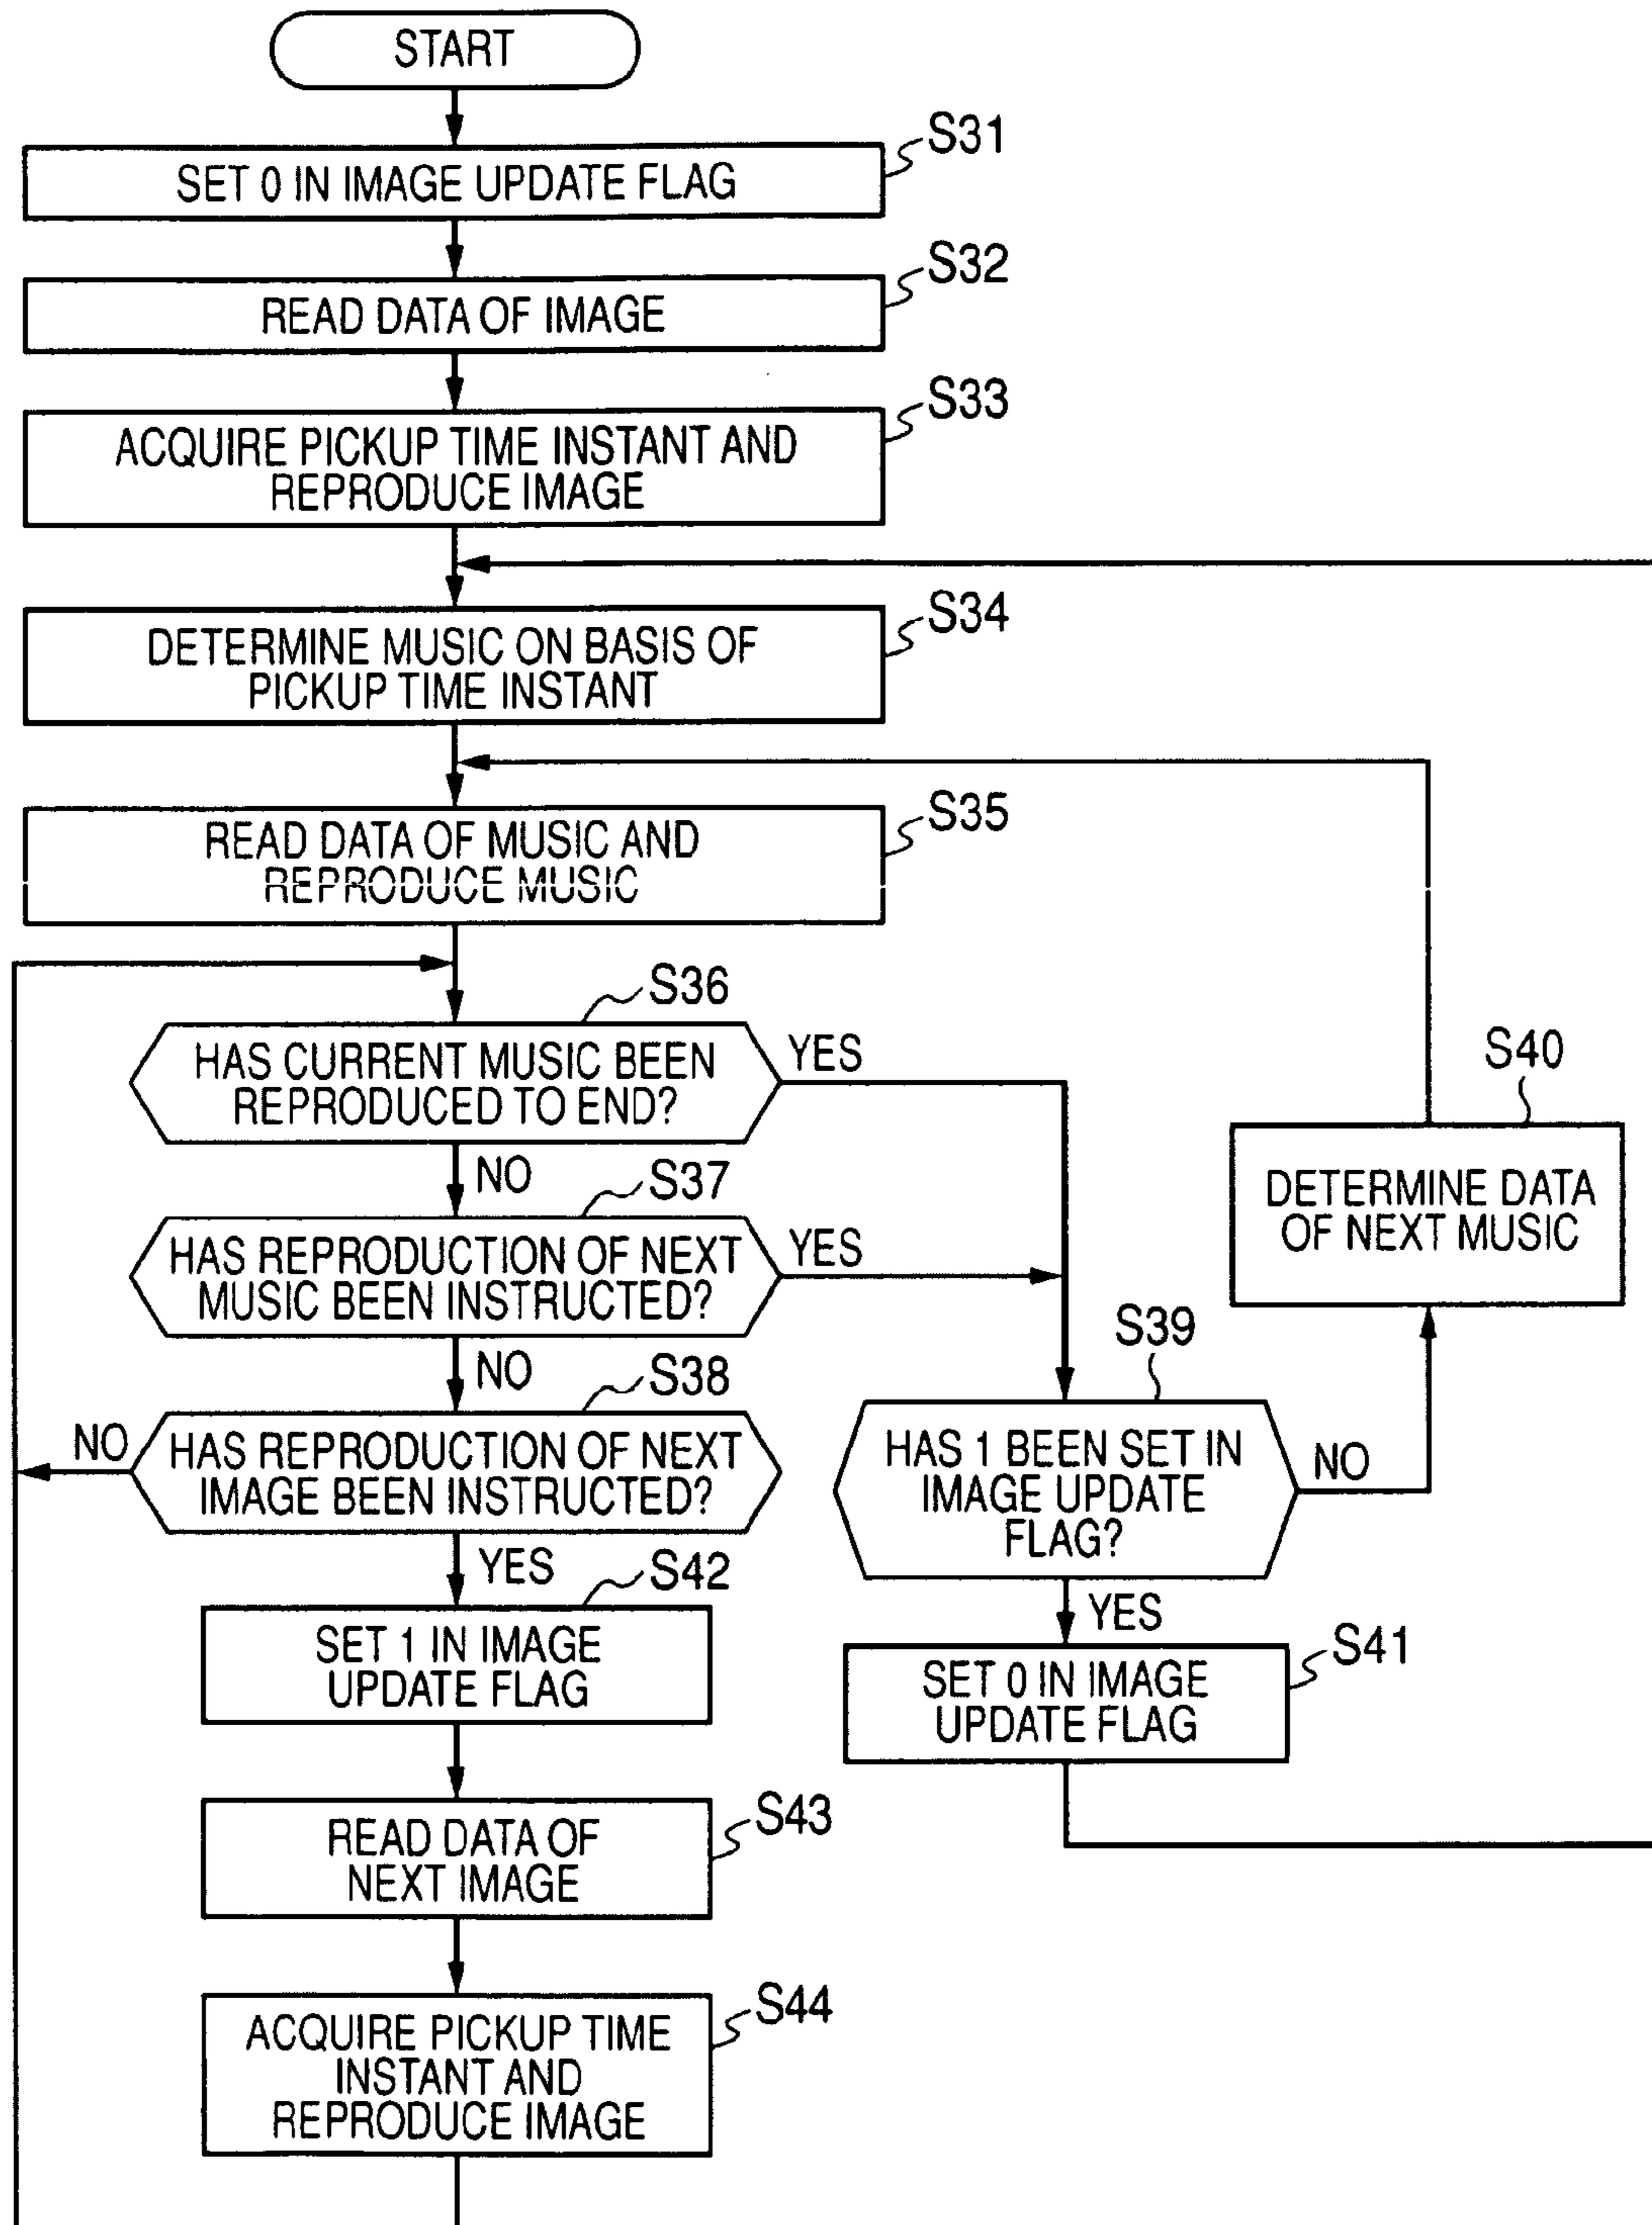 START
S31
SET 0 IN IMAGE UPDATE FLAG
S32
READ DATA OF IMAGE
S33
ACQUIRE PICKUP TIME INSTANT AND
REPRODUCE IMAGE
S34
DETERMINE MUSIC ON BASIS OF
PICKUP TIME INSTANT
S35
READ DATA OF MUSIC AND
REPRODUCE MUSIC
S36
HAS CURRENT MUSIC BEEN
REPRODUCED TO END?
YES
NO
S37
HAS REPRODUCTION OF NEXT
MUSIC BEEN INSTRUCTED?
YES
NO
S38
HAS REPRODUCTION OF NEXT
IMAGE BEEN INSTRUCTED?
NO
YES
S39
HAS 1 BEEN SET IN
IMAGE UPDATE
FLAG?
NO
YES
S40
DETERMINE DATA
OF NEXT MUSIC
S41
SET 0 IN IMAGE
UPDATE FLAG
S42
SET 1 IN IMAGE
UPDATE FLAG
S43
READ DATA OF
NEXT IMAGE
S44
ACQUIRE PICKUP TIME
INSTANT AND
REPRODUCE IMAGE